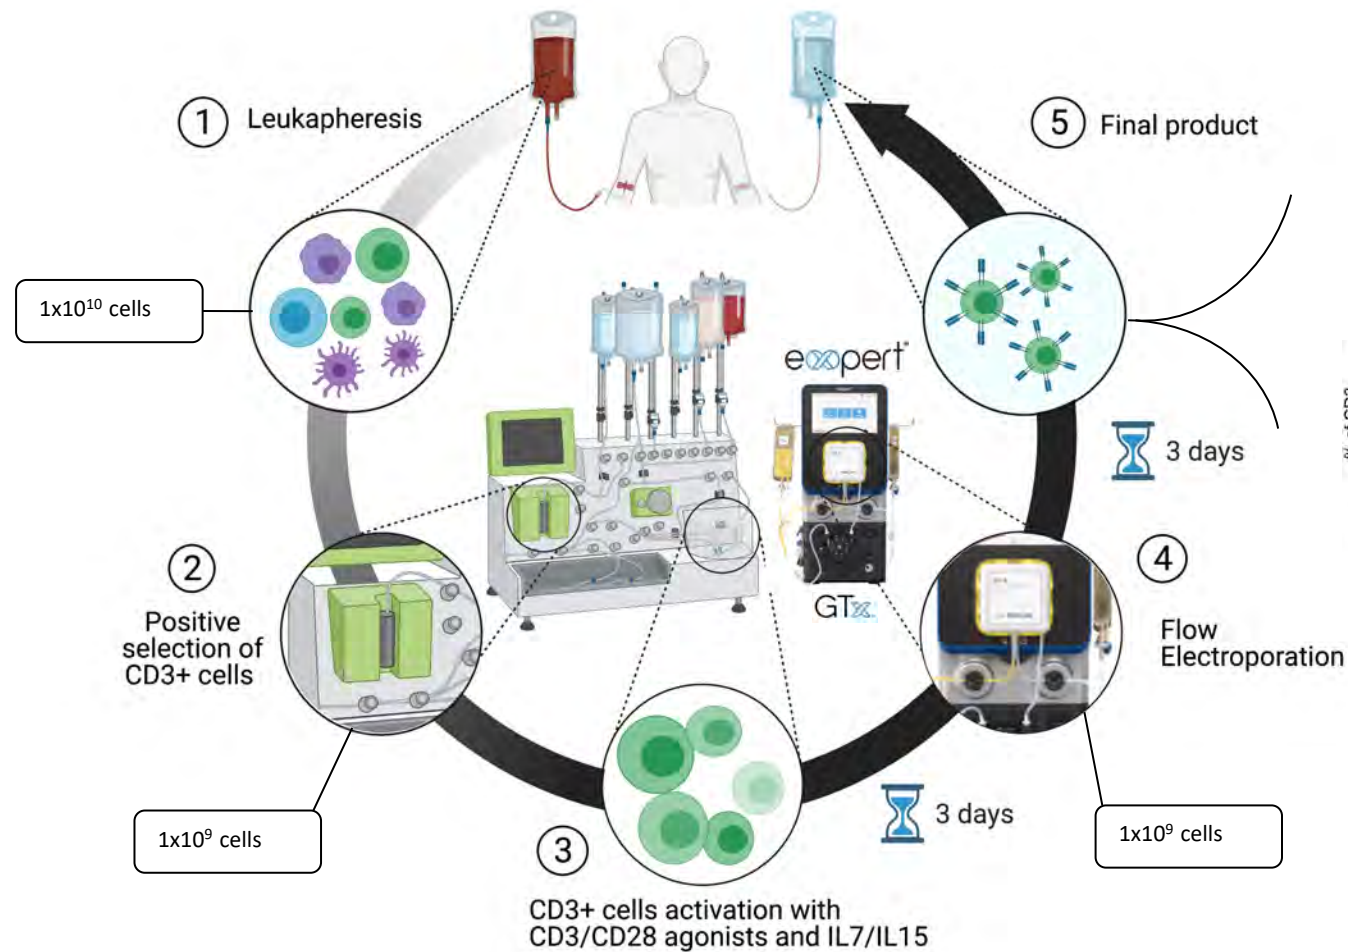 1 Leukapheresis
5 Final product
1x10¹⁰ cells
exxpert™
3 days
2
Positive
selection of
CD3+ cells
4
Flow
Electroporation
GTx
1x10⁹ cells
3 days
1x10⁹ cells
3
CD3+ cells activation with
CD3/CD28 agonists and IL7/IL15